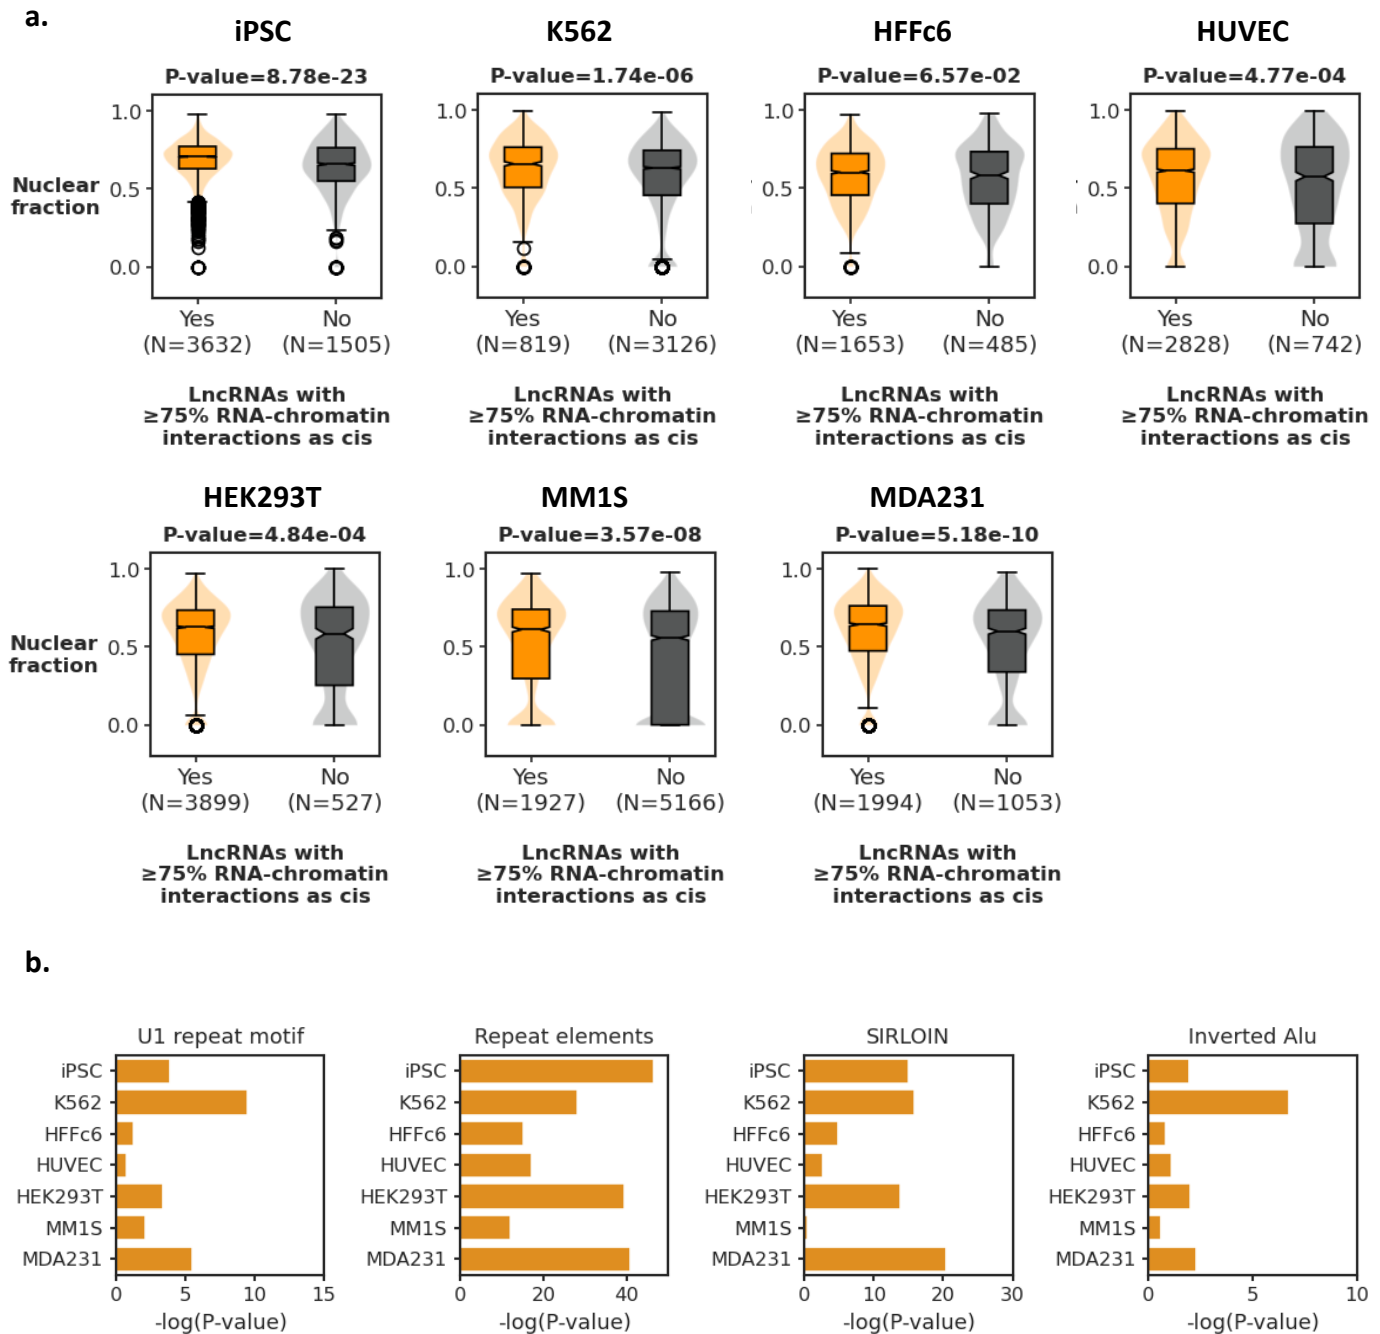 a.
iPSC
K562
HFFc6
HUVEC
P-value=8.78e-23
P-value=1.74e-06
P-value=6.57e-02
P-value=4.77e-04
Nuclear
fraction
1.0
0.5
0.0
1.0
0.5
0.0
1.0
0.5
0.0
1.0
0.5
0.0
Yes
No
Yes
No
Yes
No
Yes
No
(N=3632)
(N=1505)
(N=819)
(N=3126)
(N=1653)
(N=485)
(N=2828)
(N=742)
LncRNAs with
≥75% RNA-chromatin
interactions as cis
LncRNAs with
≥75% RNA-chromatin
interactions as cis
LncRNAs with
≥75% RNA-chromatin
interactions as cis
LncRNAs with
≥75% RNA-chromatin
interactions as cis
HEK293T
MM1S
MDA231
P-value=4.84e-04
P-value=3.57e-08
P-value=5.18e-10
Nuclear
fraction
1.0
0.5
0.0
1.0
0.5
0.0
1.0
0.5
0.0
Yes
No
Yes
No
Yes
No
(N=3899)
(N=527)
(N=1927)
(N=5166)
(N=1994)
(N=1053)
LncRNAs with
≥75% RNA-chromatin
interactions as cis
LncRNAs with
≥75% RNA-chromatin
interactions as cis
LncRNAs with
≥75% RNA-chromatin
interactions as cis
b.
U1 repeat motif
iPSC
K562
HFFc6
HUVEC
HEK293T
MM1S
MDA231
0 5 10 15
-log(P-value)
Repeat elements
iPSC
K562
HFFc6
HUVEC
HEK293T
MM1S
MDA231
0 20 40
-log(P-value)
SIRLOIN
iPSC
K562
HFFc6
HUVEC
HEK293T
MM1S
MDA231
0 10 20 30
-log(P-value)
Inverted Alu
iPSC
K562
HFFc6
HUVEC
HEK293T
MM1S
MDA231
0 5 10
-log(P-value)